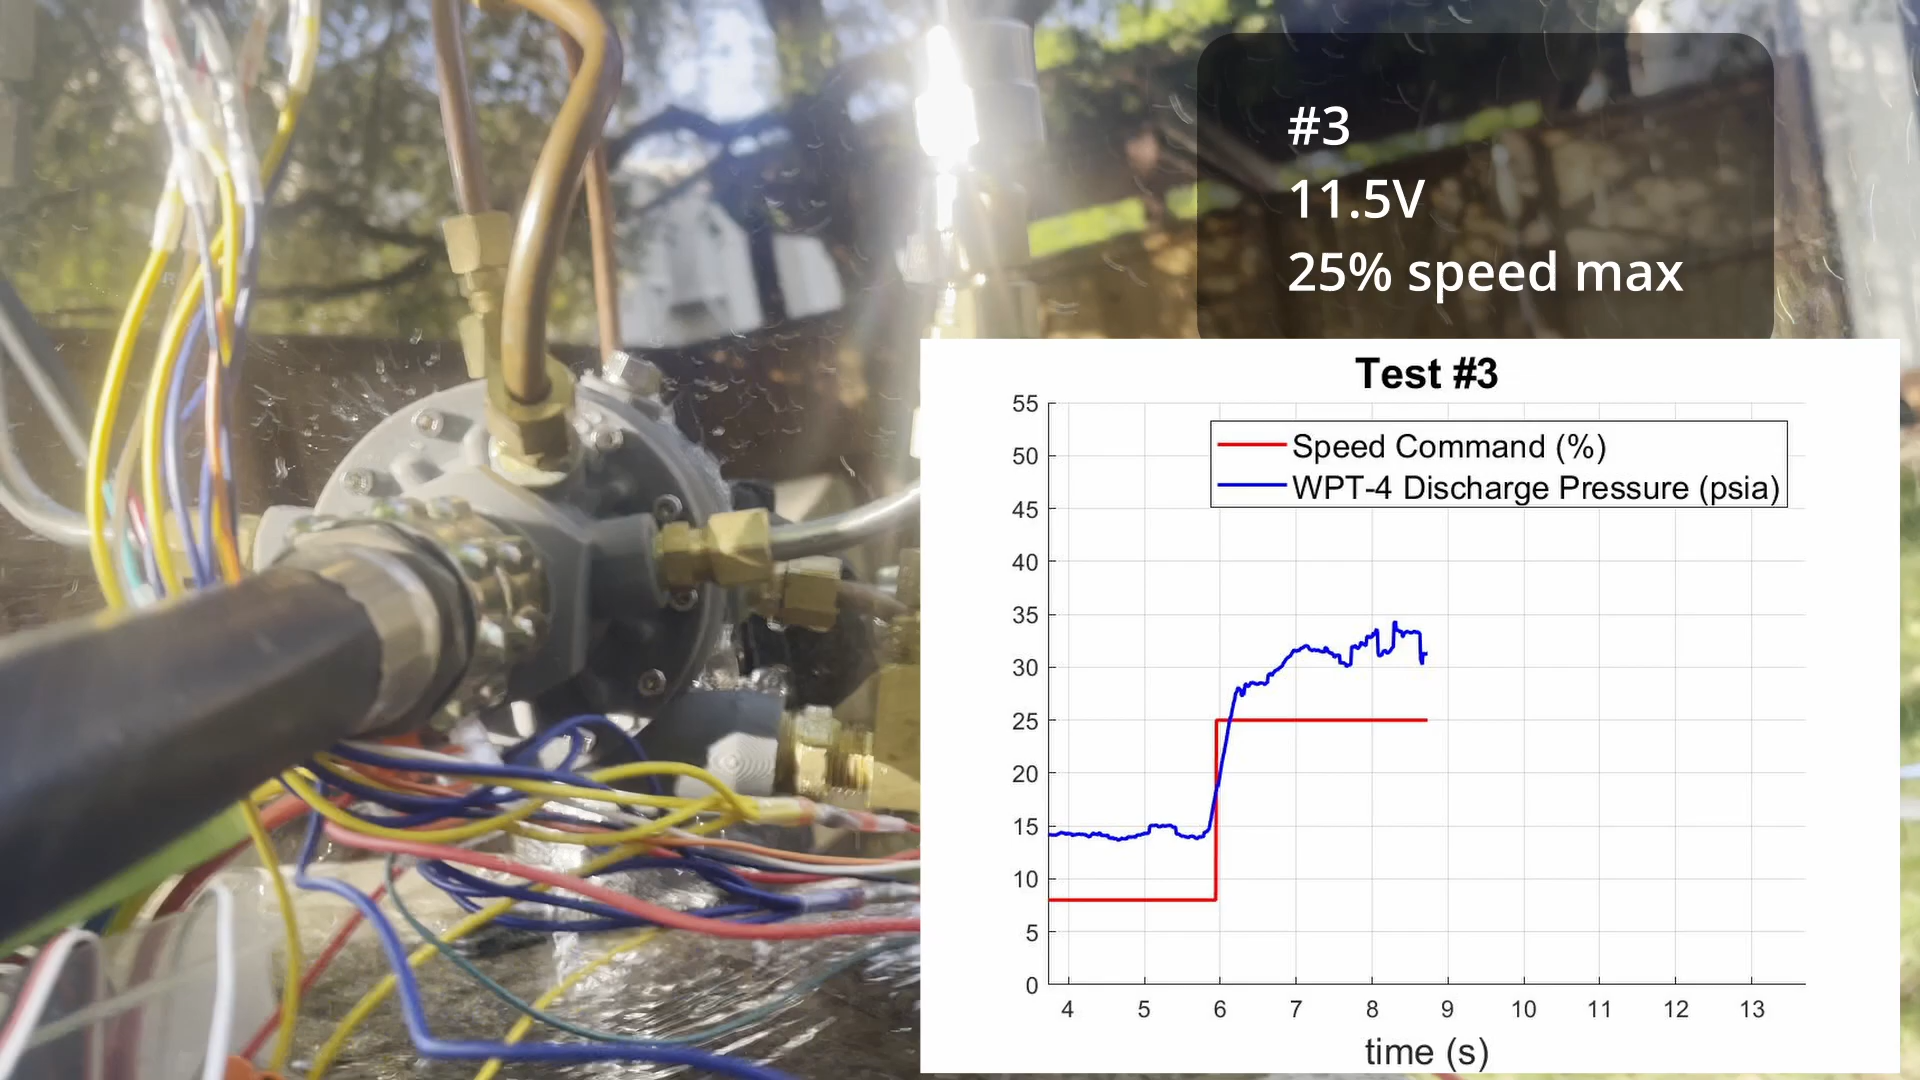 #3
11.5V
25% speed max
Test #3
Speed Command (%)
WPT-4 Discharge Pressure (psia)
55
50
45
40
35
30
25
20
15
10
5
0
4 5 6 7 8 9 10 11 12 13
time (s)